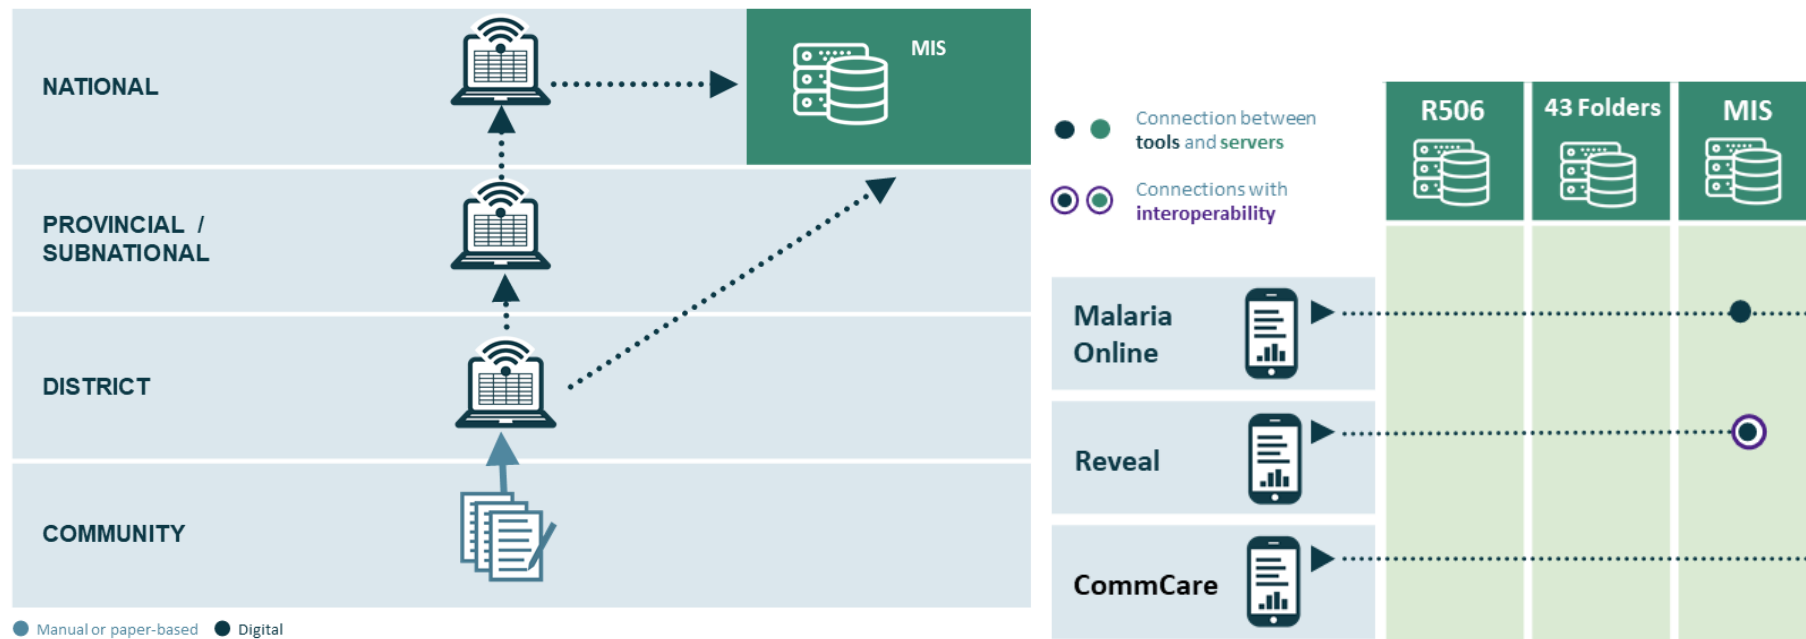 NATIONAL
MIS
PROVINCIAL /
SUBNATIONAL
DISTRICT
COMMUNITY
Manual or paper-based
Digital
Connection between
tools and servers
Connections with
interoperability
R506
43 Folders
MIS
Malaria
Online
Reveal
CommCare